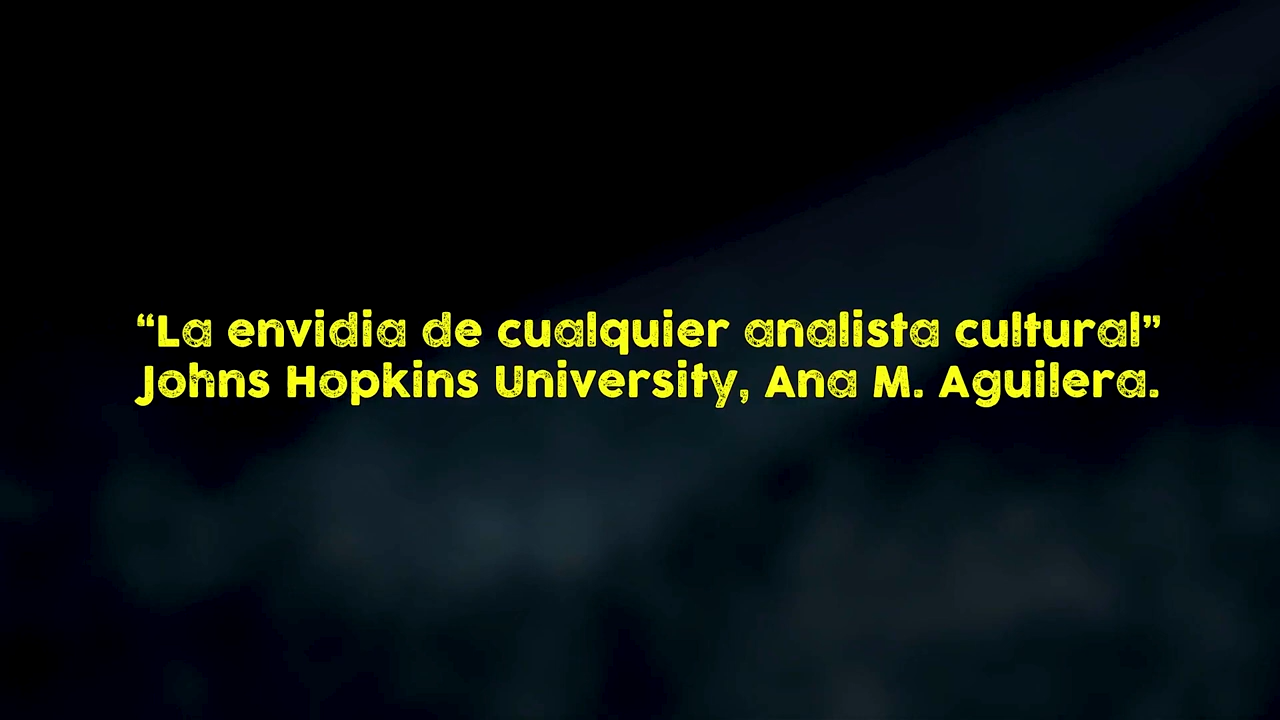 “La envidia de cualquier analista cultural”
Johns Hopkins University, Ana M. Aguilera.